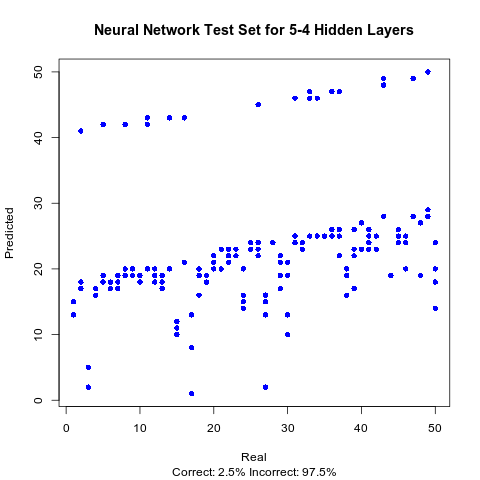 Neural Network Test Set for 5-4 Hidden Layers
50
40
30
20
10
0
Predicted
0 10 20 30 40 50
Real
Correct: 2.5% Incorrect: 97.5%